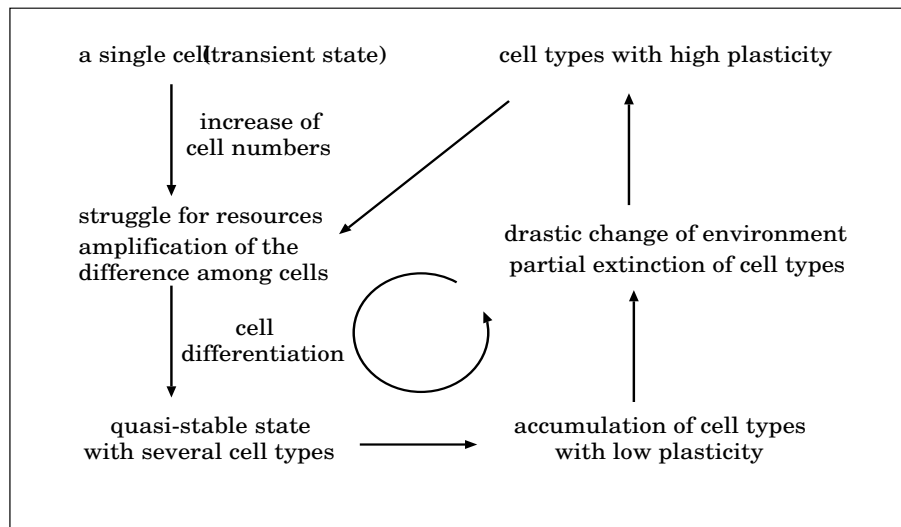 a single cell(transient state)
increase of
cell numbers
struggle for resources
amplification of the
difference among cells
cell
differentiation
quasi-stable state
with several cell types
accumulation of cell types
with low plasticity
drastic change of environment
partial extinction of cell types
cell types with high plasticity